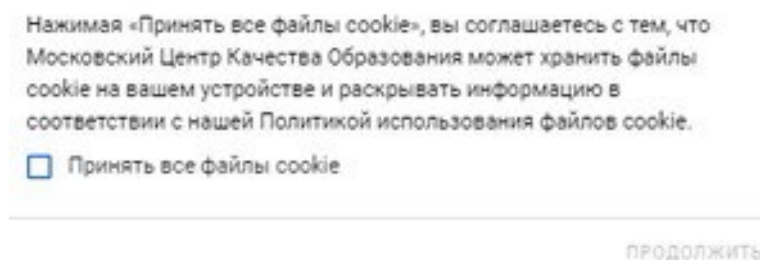 Нажимая «Принять все файлы cookie», вы соглашаетесь с тем, что
Московский Центр Качества Образования может хранить файлы
cookie на вашем устройстве и раскрывать информацию в
соответствии с нашей Политикой использования файлов cookie.
Принять все файлы cookie
ПРОДОЛЖИТЬ